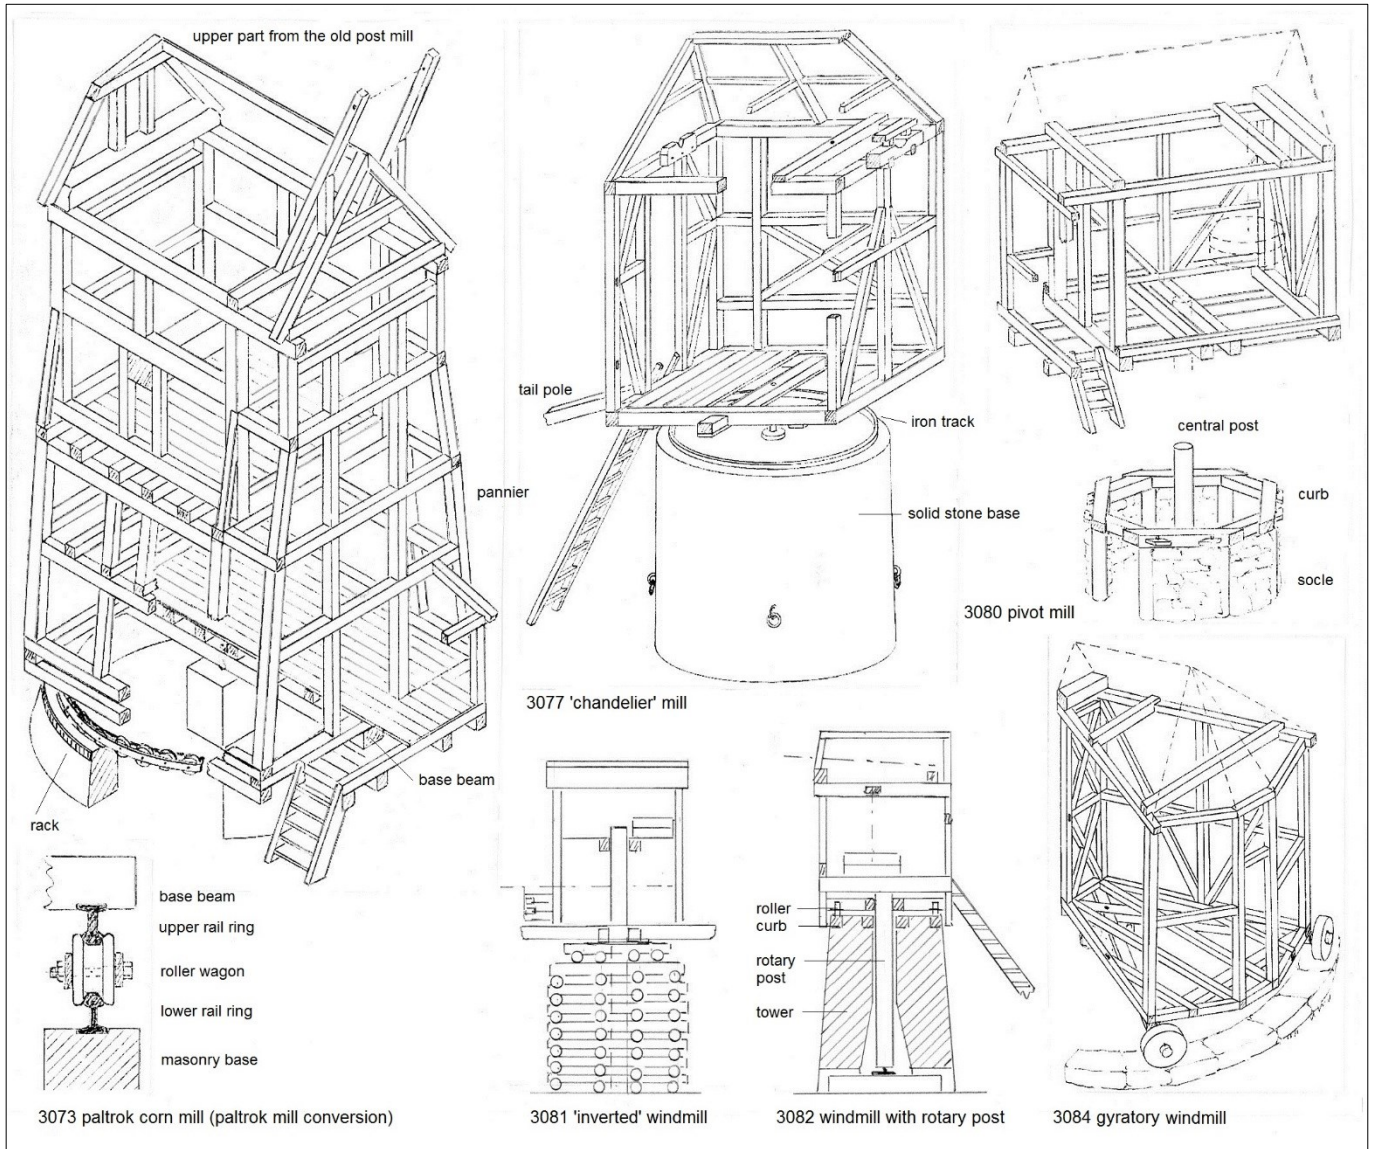 upper part from the old post mill
pannier
base beam
rack
base beam
upper rail ring
roller wagon
lower rail ring
masonry base
3073 paltrok corn mill (paltrok mill conversion)
tail pole
iron track
solid stone base
3077 'chandelier' mill
central post
curb
socle
3080 pivot mill
3081 'inverted' windmill
roller
curb
rotary
post
tower
3082 windmill with rotary post
3084 gyratory windmill